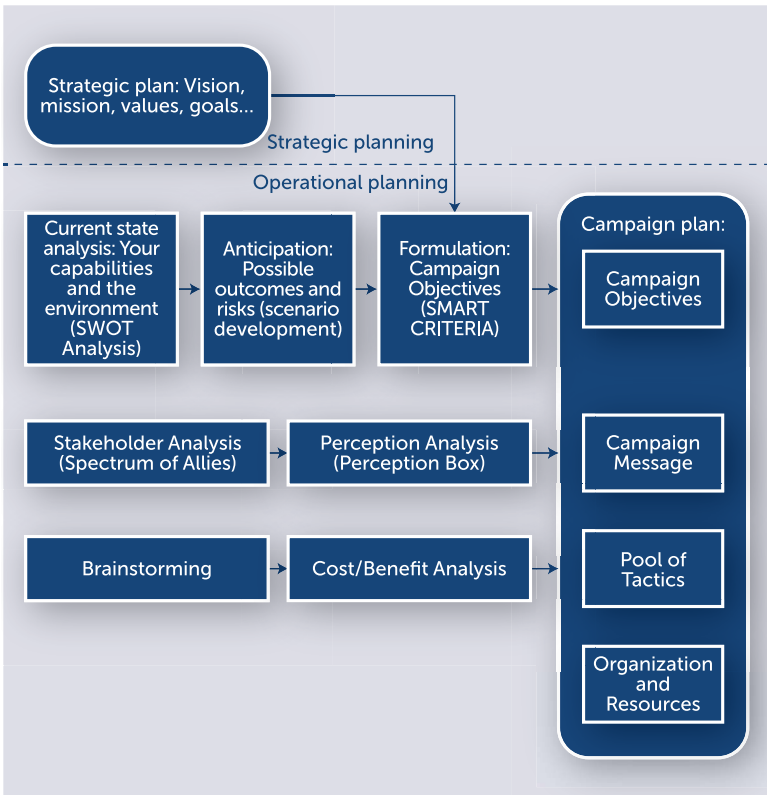 Strategic plan: Vision,
mission, values, goals...
Strategic planning
Operational planning
Current state
analysis: Your
capabilities
and the
environment
(SWOT
Analysis)
Anticipation:
Possible
outcomes and
risks (scenario
development)
Formulation:
Campaign
Objectives
(SMART
CRITERIA)
Campaign plan:
Campaign
Objectives
Stakeholder Analysis
(Spectrum of Allies)
Perception Analysis
(Perception Box)
Campaign
Message
Brainstorming
Cost/Benefit Analysis
Pool of
Tactics
Organization
and
Resources